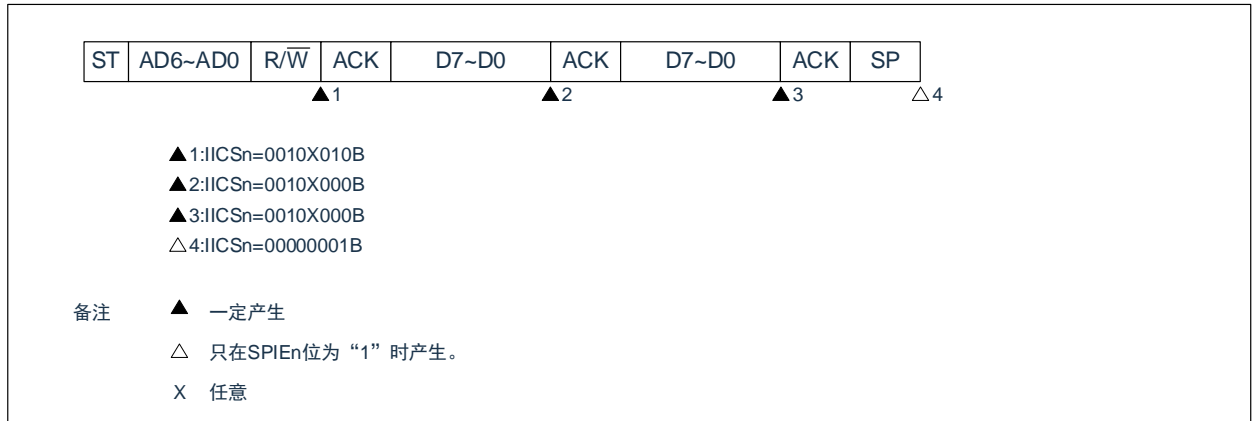 ST AD6~AD0 R/W̅ ACK D7~D0 ACK D7~D0 ACK SP
▲1 ▲2 ▲3 △4
▲1:IICSn=0010X010B
▲2:IICSn=0010X000B
▲3:IICSn=0010X000B
△4:IICSn=00000001B
备注 ▲ 一定产生
△ 只在SPIEn位为“1”时产生。
X 任意